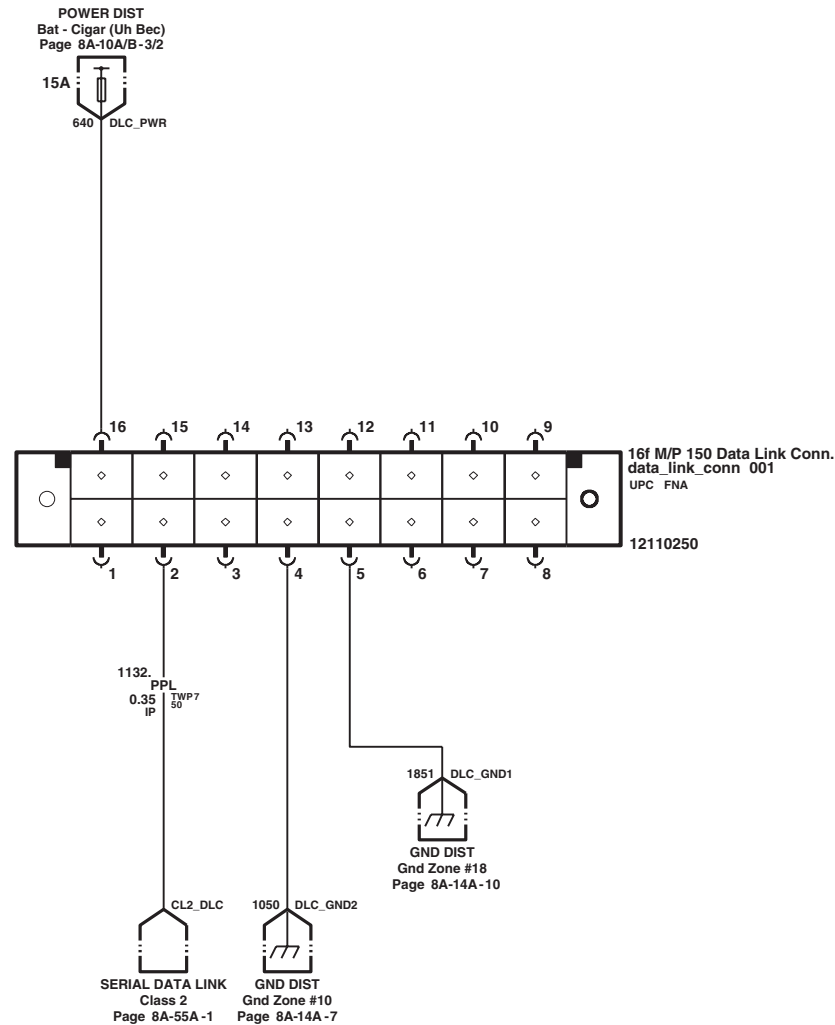 POWER DIST
Bat - Cigar (Uh Bec)
Page 8A-10A/B-3/2
15A
640 DLC_PWR
16 15 14 13 12 11 10 9
16f M/P 150 Data Link Conn.
data_link_conn 001
UPC FNA
12110250
1 2 3 4 5 6 7 8
1132.
PPL
0.35 TWP7
IP 50
1851 DLC_GND1
GND DIST
Gnd Zone #18
Page 8A-14A-10
CL2_DLC
1050 DLC_GND2
SERIAL DATA LINK
Class 2
Page 8A-55A-1
GND DIST
Gnd Zone #10
Page 8A-14A-7